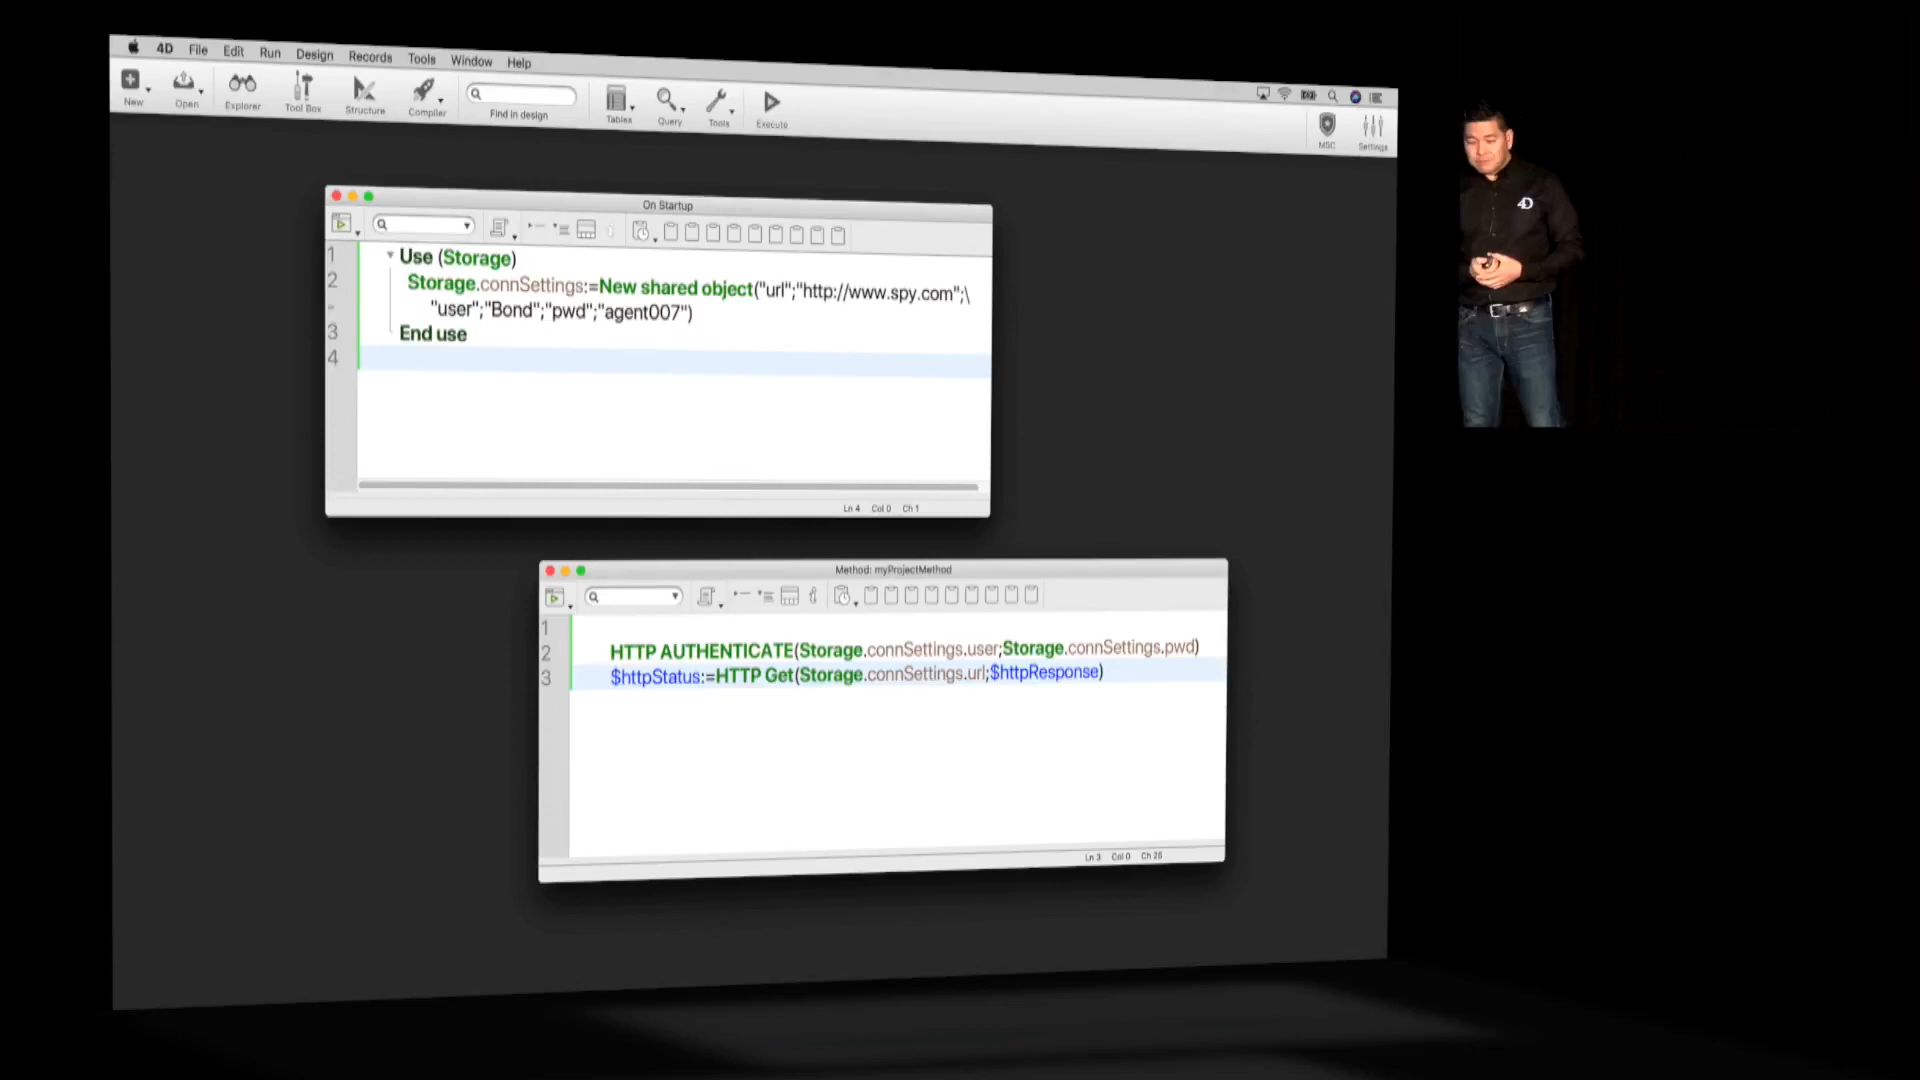 4D File Edit Run Design Records Tools Window Help
New Open Explorer Tool Box Structure Compiler Find in design Tables Query Tools Execute MSC Settings
On Startup
1 Use (Storage)
2 Storage.connSettings:=New shared object("url";"http://www.spy.com";\
- "user";"Bond";"pwd";"agent007")
3 End use
4
Ln 4 Col 0 Ch 1
Method: myProjectMethod
1
2 HTTP AUTHENTICATE(Storage.connSettings.user;Storage.connSettings.pwd)
3 $httpStatus:=HTTP Get(Storage.connSettings.url;$httpResponse)
Ln 3 Col 0 Ch 26
4D